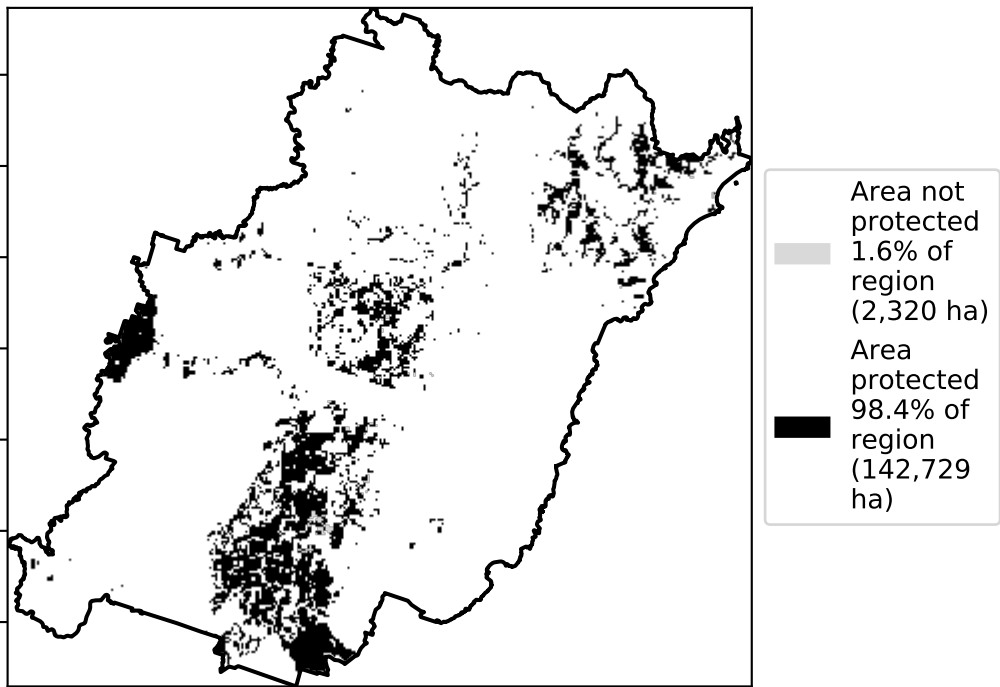 Area not
protected
1.6% of
region
(2,320 ha)
Area
protected
98.4% of
region
(142,729
ha)